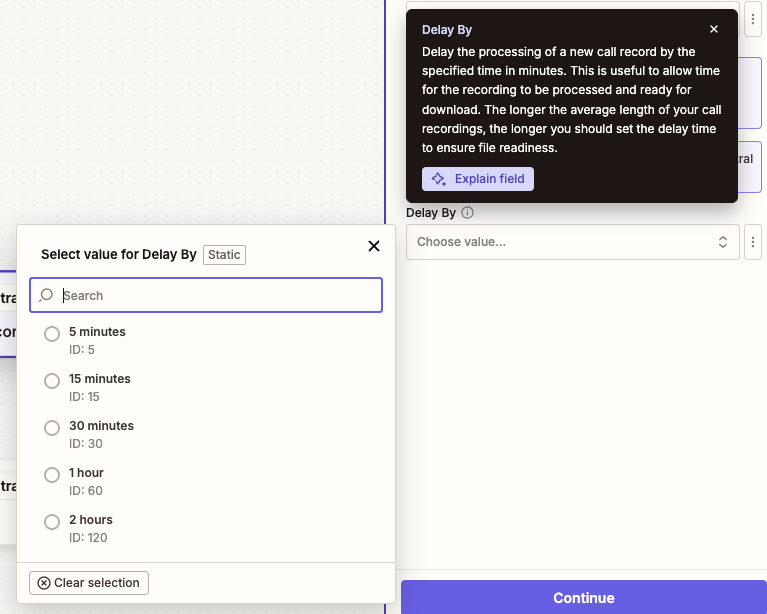 Delay By
Delay the processing of a new call record by the
specified time in minutes. This is useful to allow time
for the recording to be processed and ready for
download. The longer the average length of your call
recordings, the longer you should set the delay time
to ensure file readiness.
Explain field
tral
Delay By
Choose value...
Select value for Delay By Static
Search
5 minutes
ID: 5
15 minutes
ID: 15
30 minutes
ID: 30
1 hour
ID: 60
2 hours
ID: 120
Clear selection
tra
cor
tra
Continue